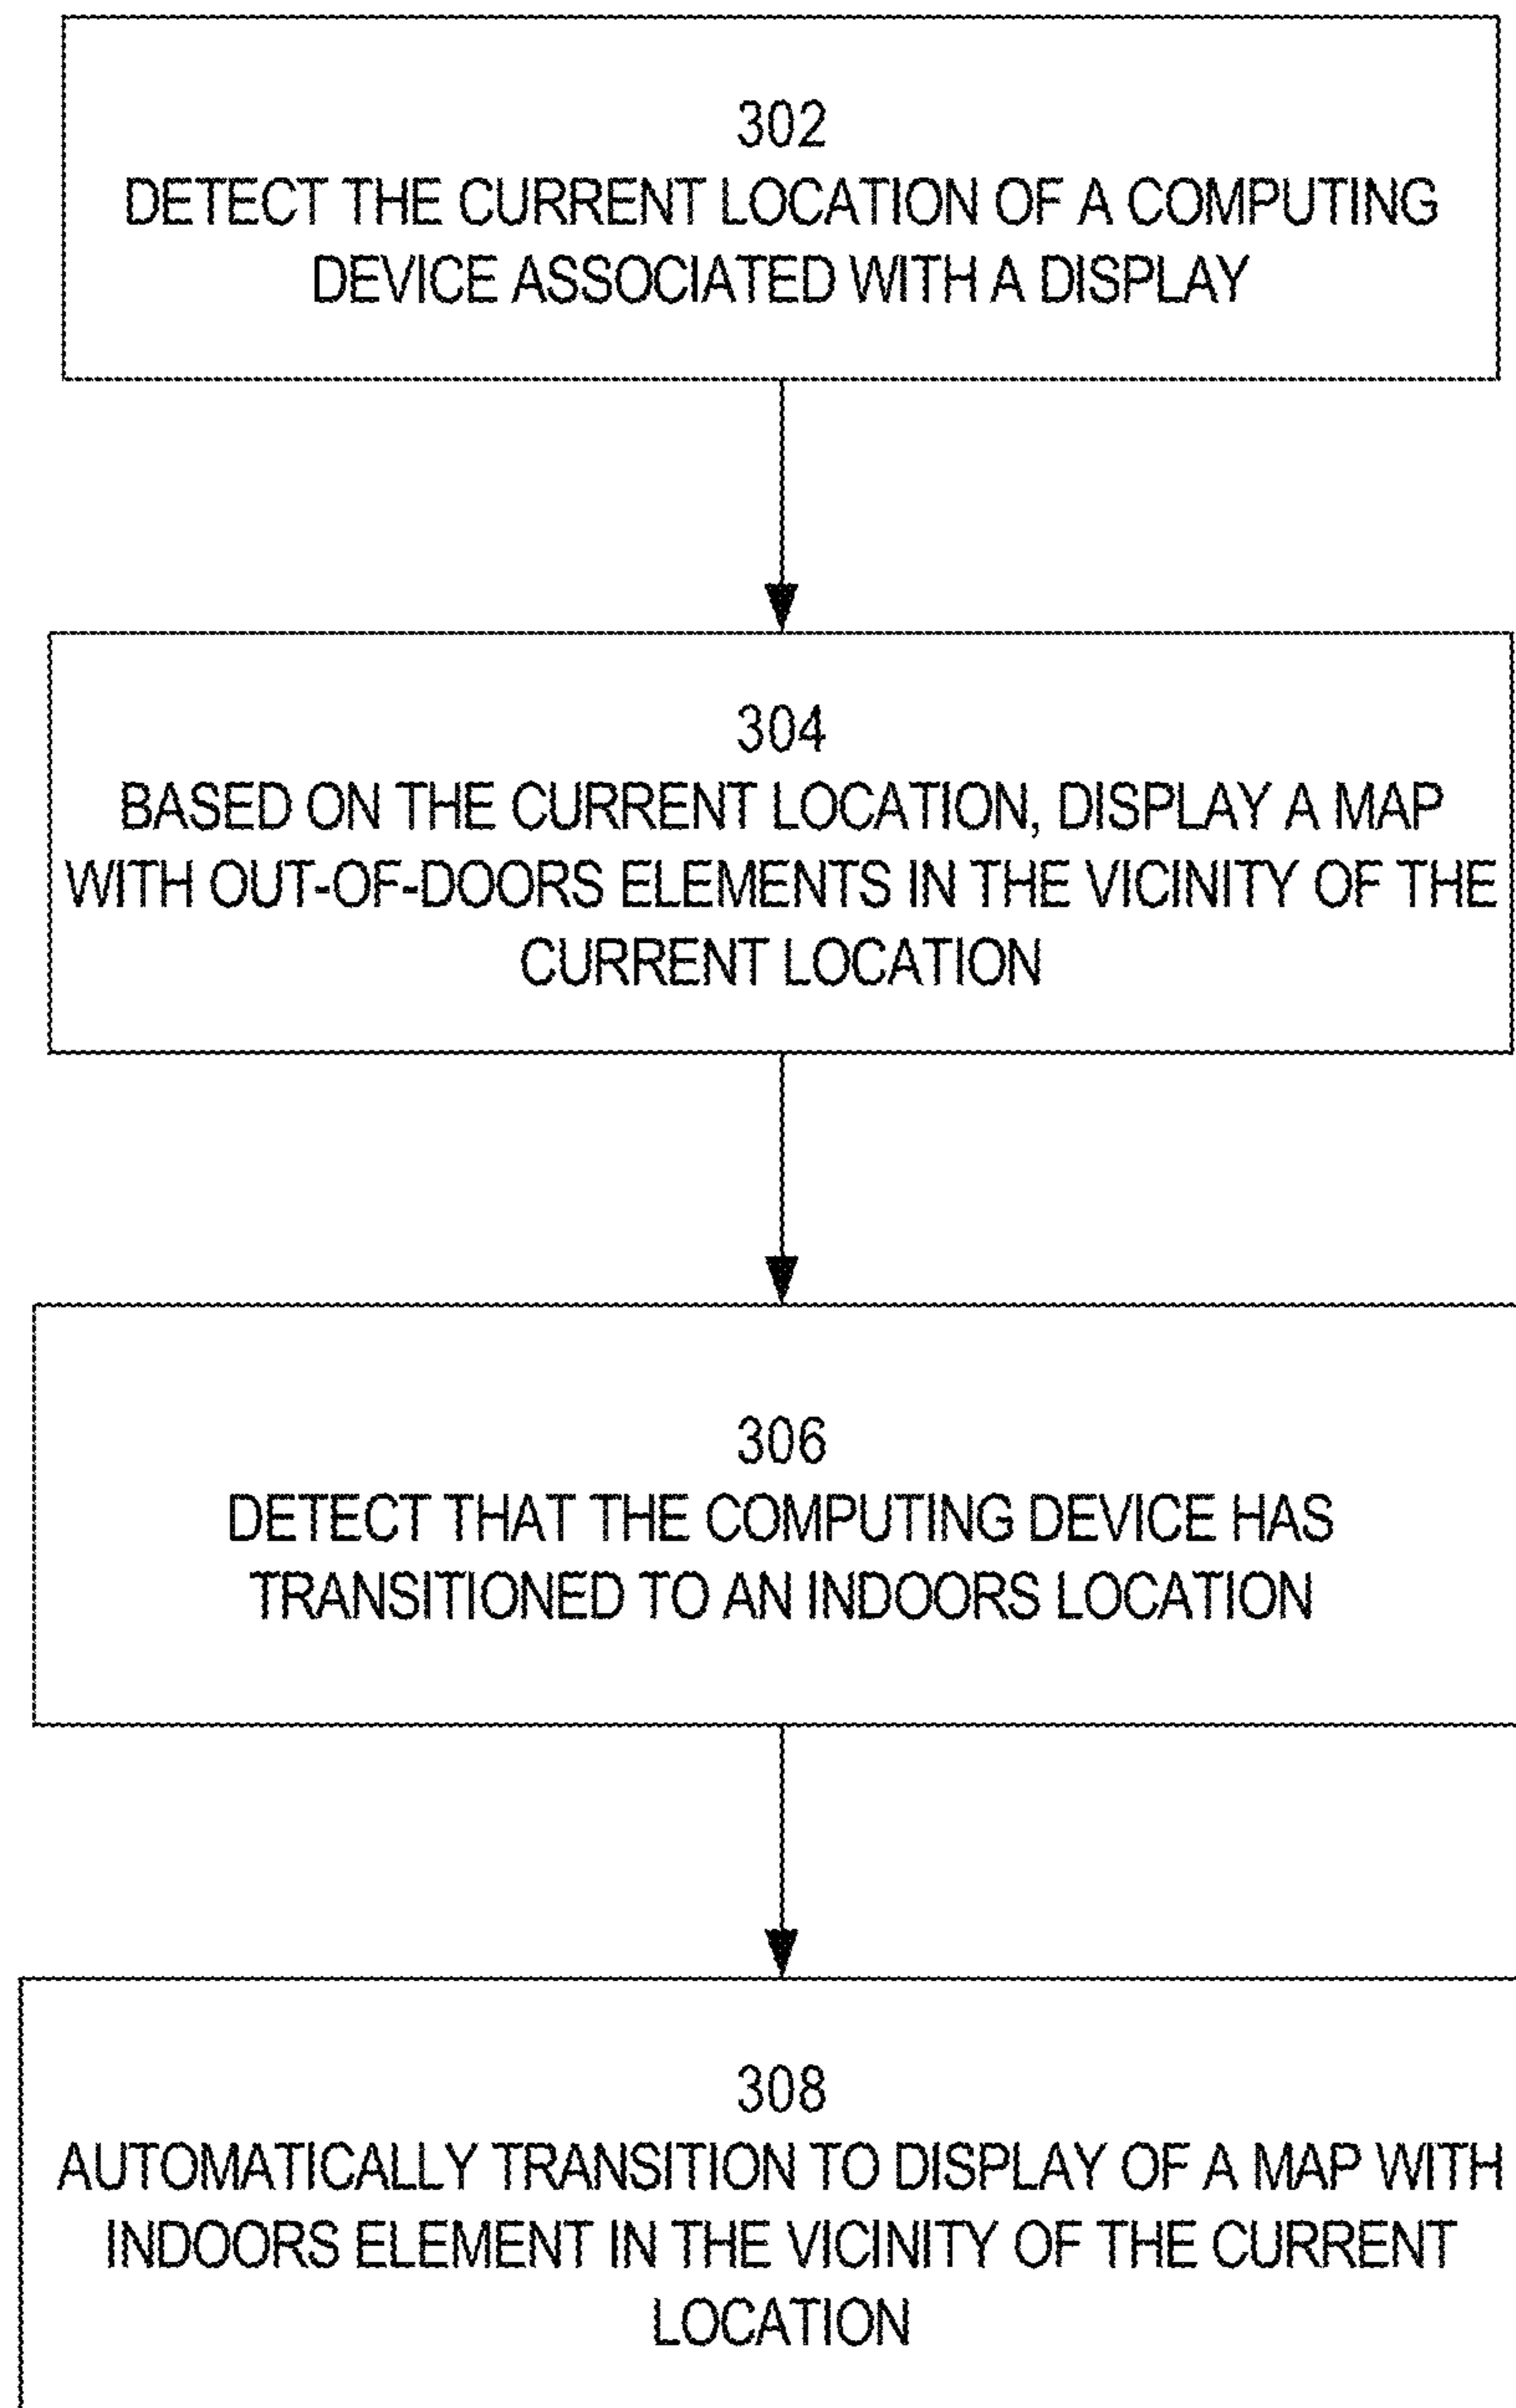 302
DETECT THE CURRENT LOCATION OF A COMPUTING
DEVICE ASSOCIATED WITH A DISPLAY
304
BASED ON THE CURRENT LOCATION, DISPLAY A MAP
WITH OUT-OF-DOORS ELEMENTS IN THE VICINITY OF THE
CURRENT LOCATION
306
DETECT THAT THE COMPUTING DEVICE HAS
TRANSITIONED TO AN INDOORS LOCATION
308
AUTOMATICALLY TRANSITION TO DISPLAY OF A MAP WITH
INDOORS ELEMENT IN THE VICINITY OF THE CURRENT
LOCATION